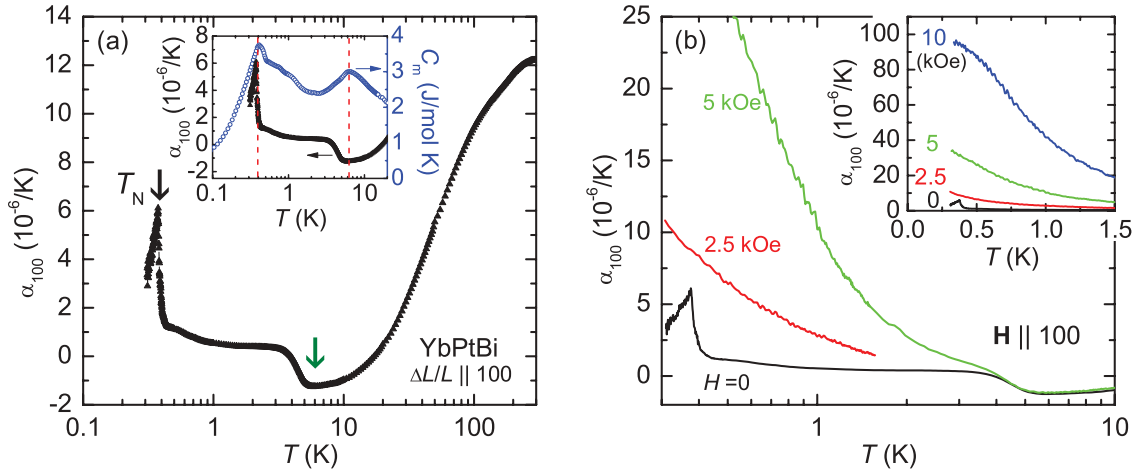 (a)
α₁₀₀ (10⁻⁶/K)
14
12
10
8
6
4
2
0
-2
0.1
1
10
100
T (K)
T_N
YbPtBi
ΔL/L || 100
α₁₀₀ (10⁻⁶/K)
8
6
4
2
0
-2
0.1
1
10
T (K)
4
3
2
1
0
C_m (J/mol K)
(b)
α₁₀₀ (10⁻⁶/K)
25
20
15
10
5
0
1
10
T (K)
5 kOe
2.5 kOe
H=0
H || 100
α₁₀₀ (10⁻⁶/K)
100
80
60
40
20
0
0.0
0.5
1.0
1.5
T (K)
10
(kOe)
5
2.5
0